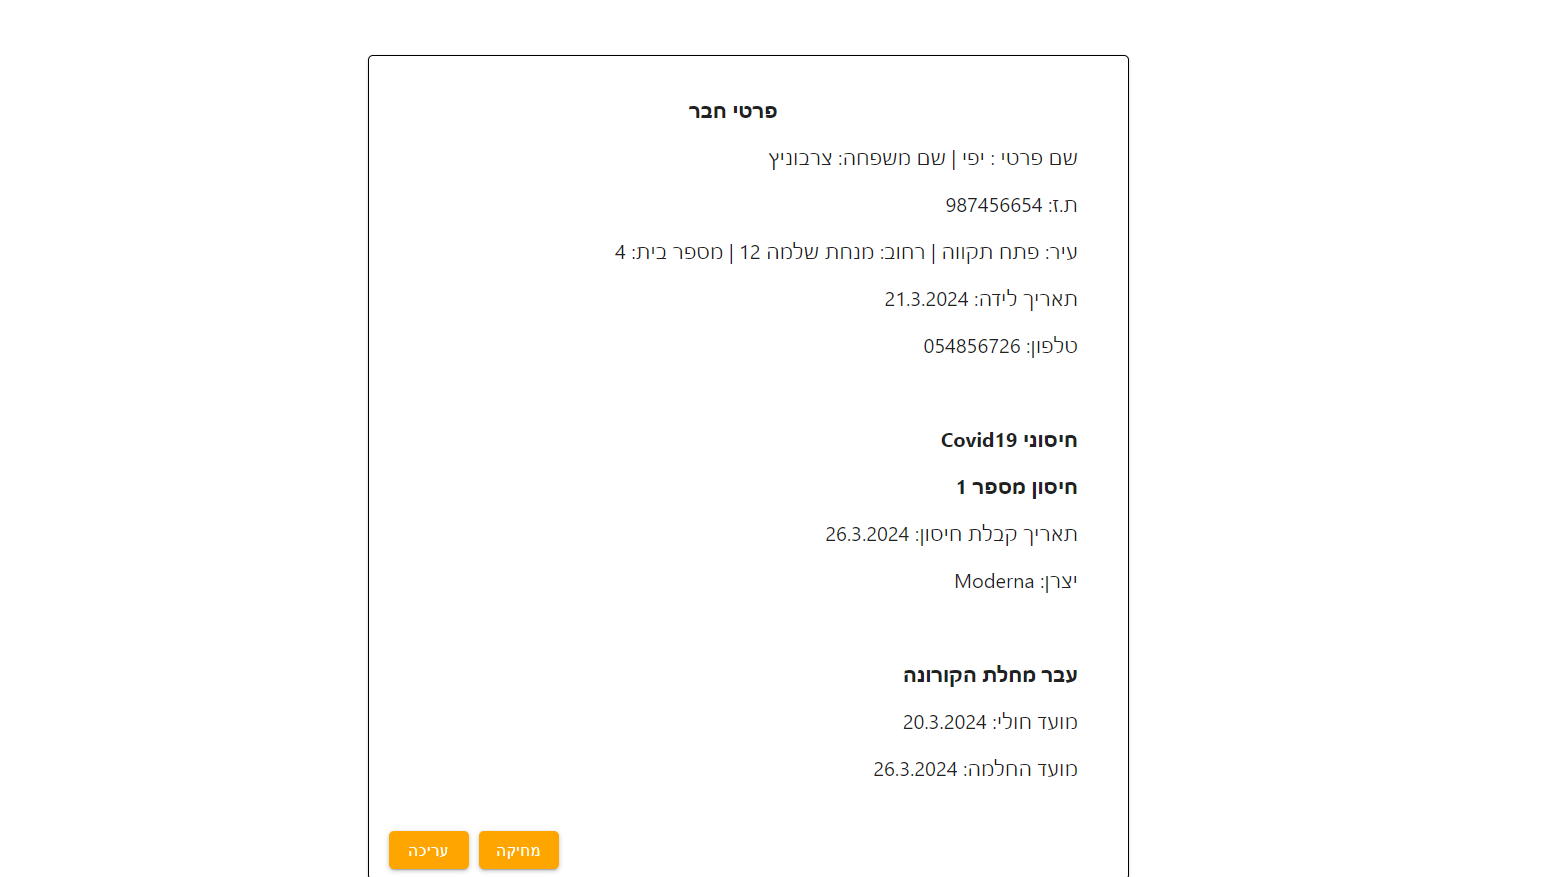 פרטי חבר
שם פרטי : יפי | שם משפחה: צרבוניץ
ת.ז: 987456654
עיר: פתח תקווה | רחוב: מנחת שלמה 12 | מספר בית: 4
תאריך לידה: 21.3.2024
טלפון: 054856726
חיסוני Covid19
חיסון מספר 1
תאריך קבלת חיסון: 26.3.2024
יצרן: Moderna
עבר מחלת הקורונה
מועד חולי: 20.3.2024
מועד החלמה: 26.3.2024
מחיקה עריכה